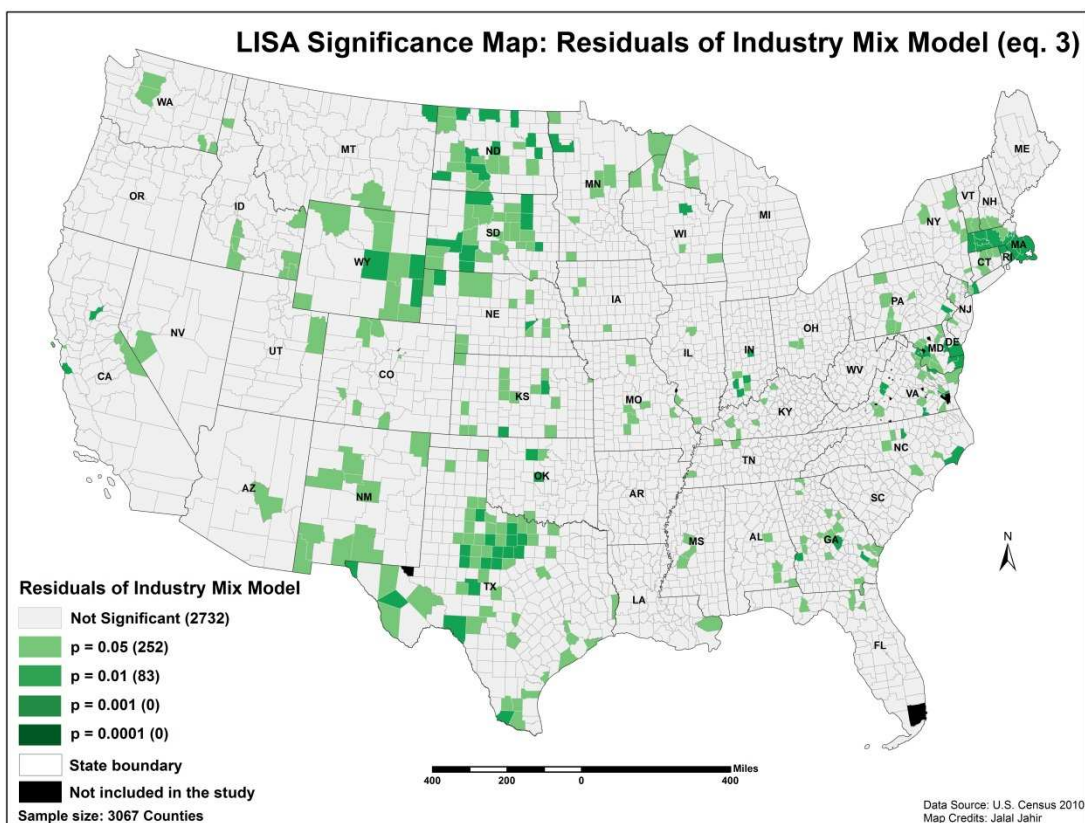 LISA Significance Map: Residuals of Industry Mix Model (eq. 3)
WA
MT
ND
MN
ME
OR
ID
SD
WI
MI
VT
NH
NY
MA
CT
RI
WY
IA
PA
NJ
NV
UT
NE
IL
IN
OH
MD
DE
CA
CO
KS
MO
WV
VA
KY
AZ
NM
OK
AR
TN
NC
SC
TX
MS
AL
GA
LA
FL
N
Residuals of Industry Mix Model
Not Significant (2732)
p = 0.05 (252)
p = 0.01 (83)
p = 0.001 (0)
p = 0.0001 (0)
State boundary
Not included in the study
Sample size: 3067 Counties
Miles
400 200 0 400
Data Source: U.S. Census 2010
Map Credits: Jalal Jahir